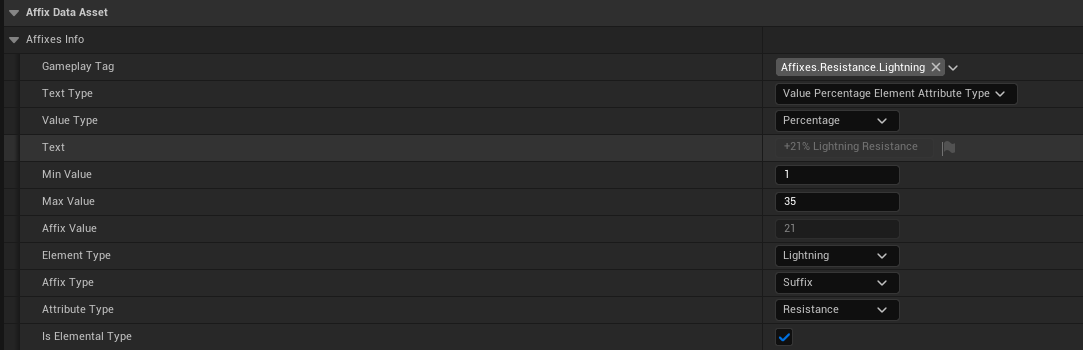 Affix Data Asset
Affixes Info
Gameplay Tag Affixes.Resistance.Lightning
Text Type Value Percentage Element Attribute Type
Value Type Percentage
Text +21% Lightning Resistance
Min Value 1
Max Value 35
Affix Value 21
Element Type Lightning
Affix Type Suffix
Attribute Type Resistance
Is Elemental Type